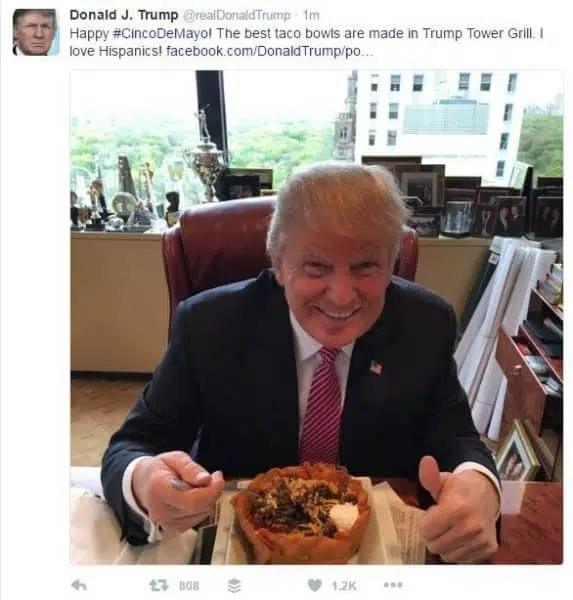 Donald J. Trump @realDonaldTrump · 1m
Happy #CincoDeMayo! The best taco bowls are made in Trump Tower Grill. I
love Hispanics! facebook.com/DonaldTrump/po...
808
1.2K